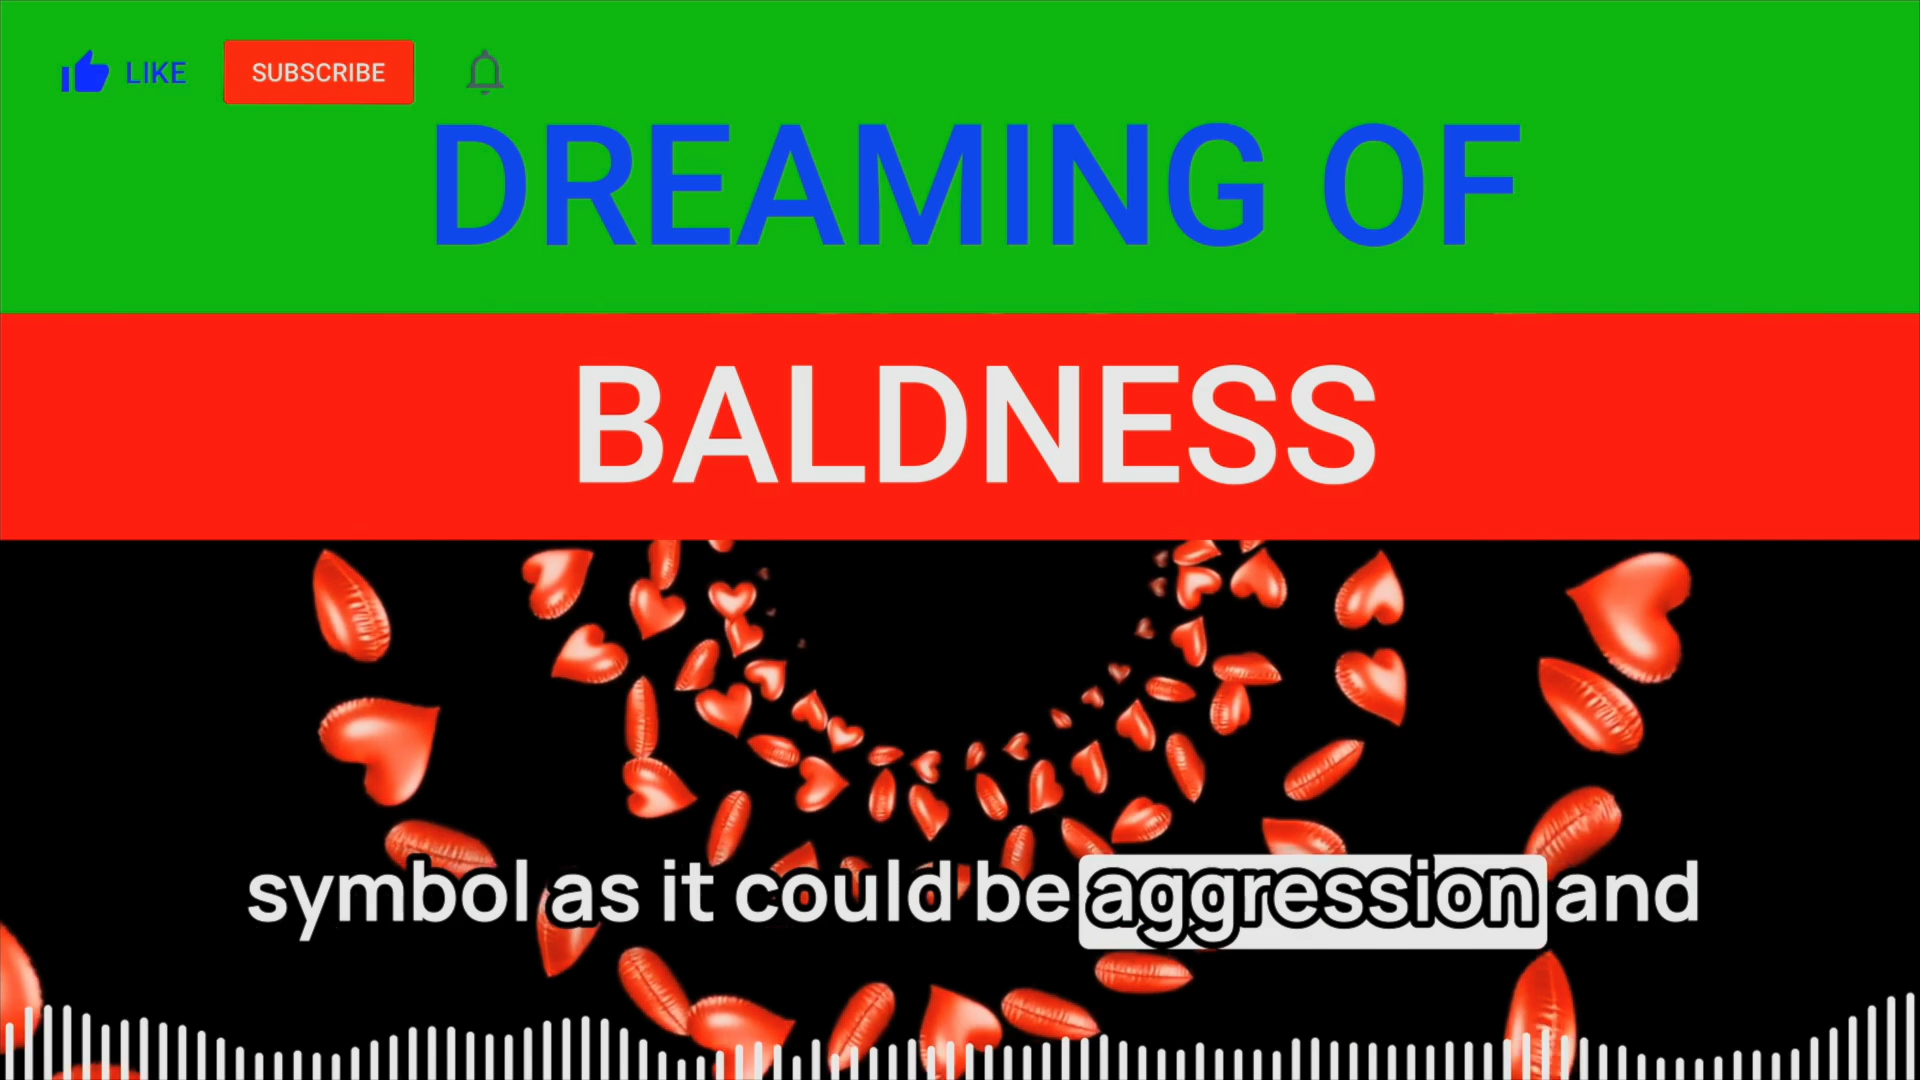 LIKE SUBSCRIBE
DREAMING OF
BALDNESS
symbol as it could be aggression and